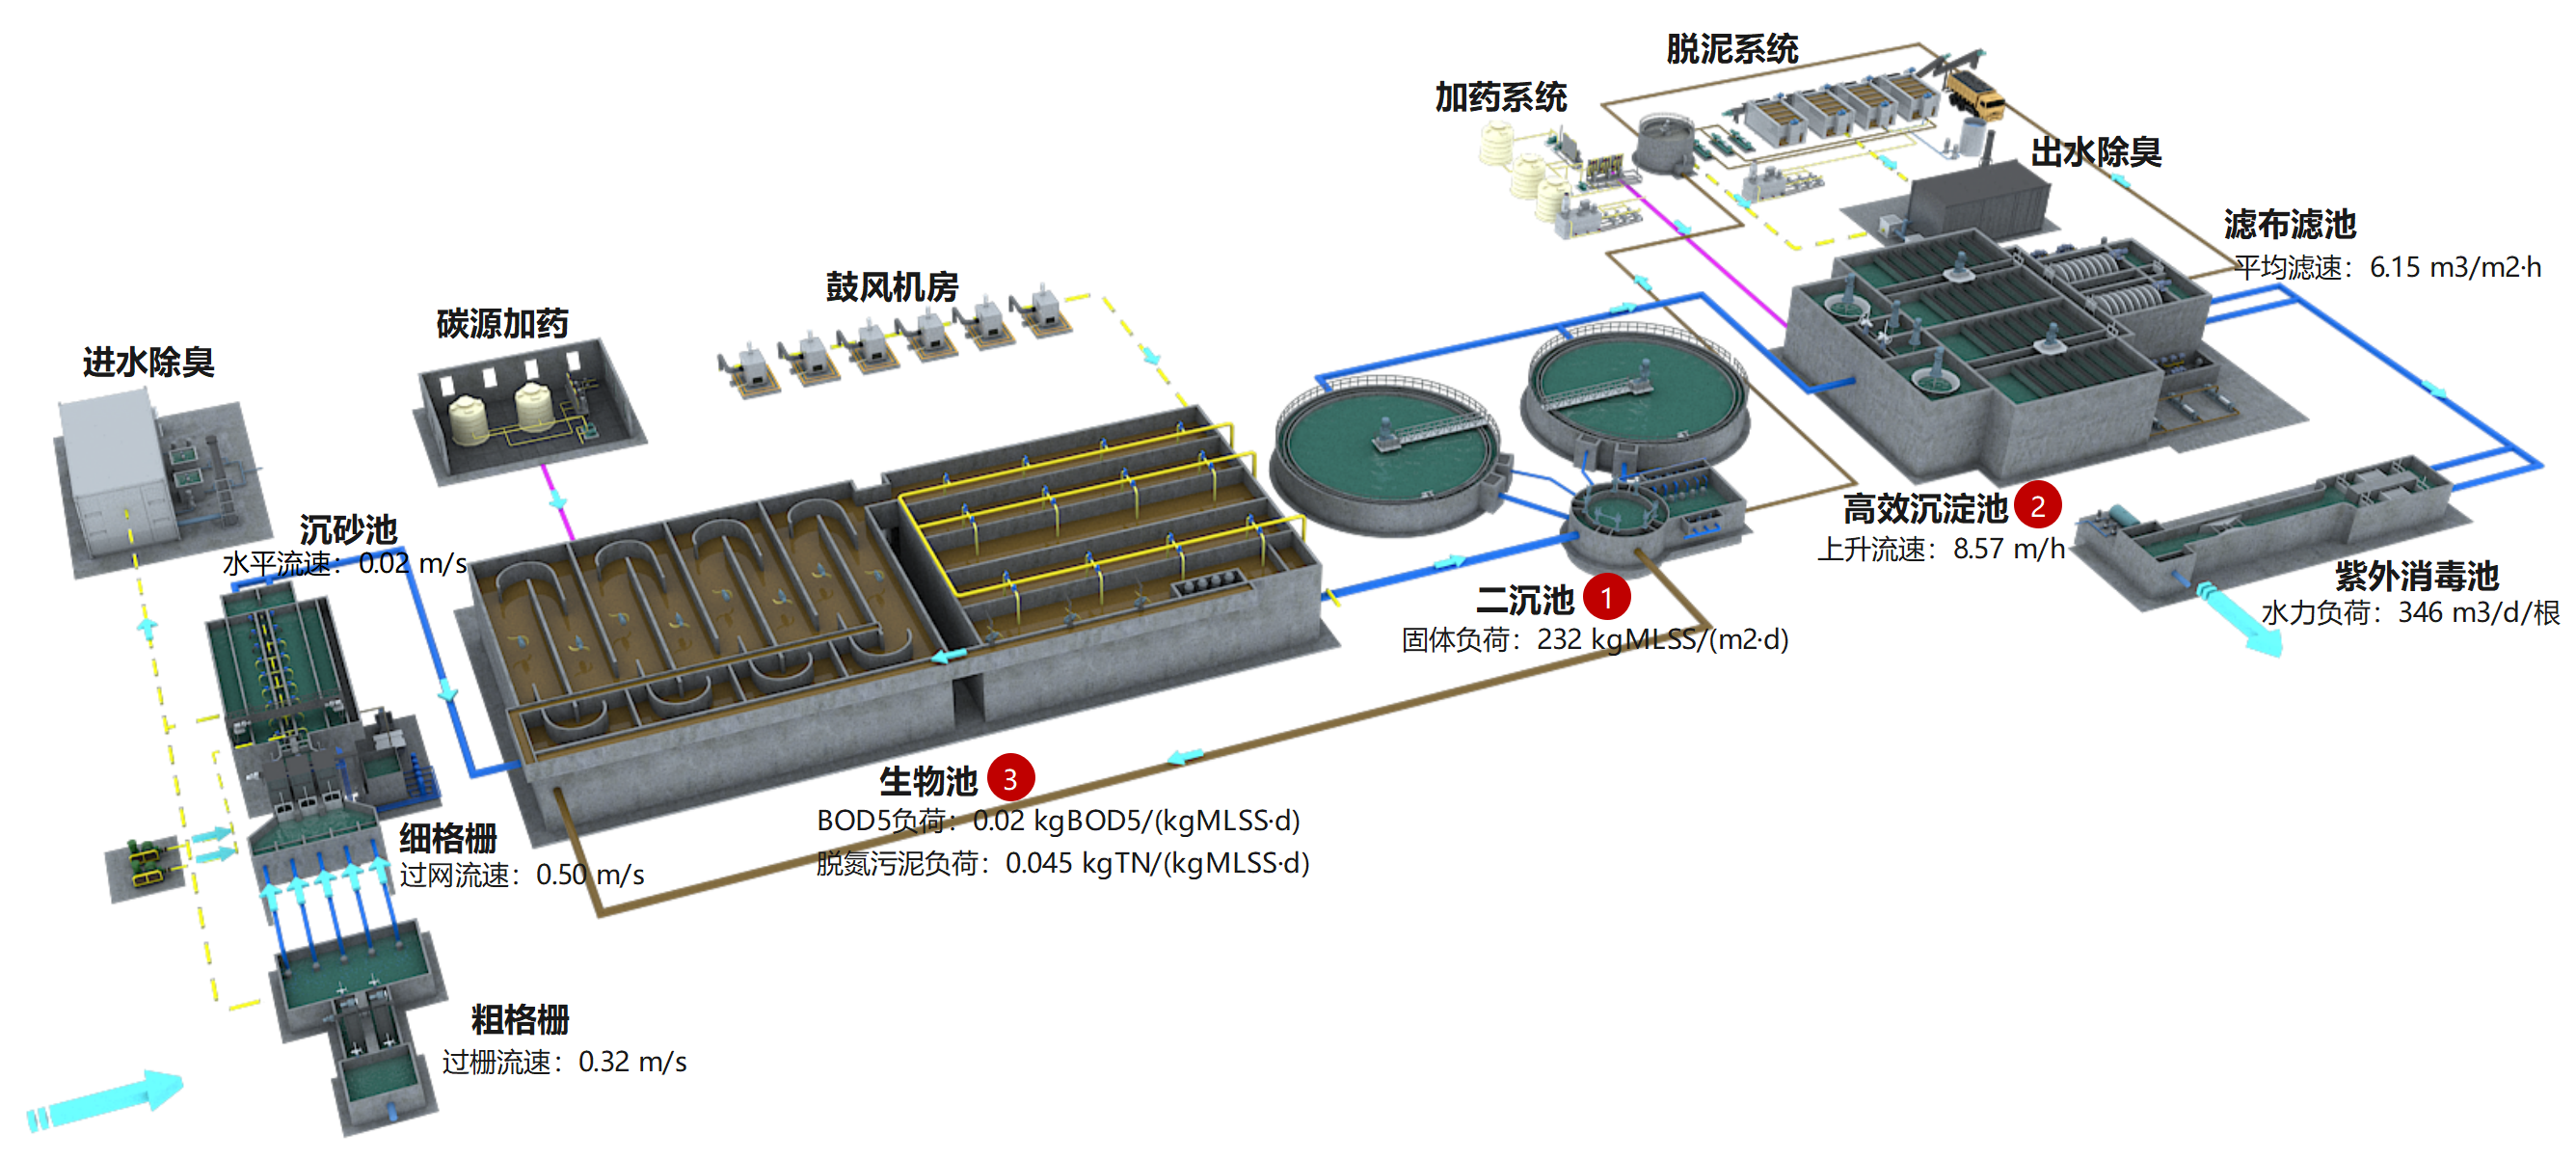 脱泥系统
加药系统
出水除臭
滤布滤池
平均滤速：6.15 m3/m2·h
鼓风机房
碳源加药
进水除臭
沉砂池
水平流速：0.02 m/s
高效沉淀池 2
上升流速：8.57 m/h
紫外消毒池
水力负荷：346 m3/d/根
二沉池 1
固体负荷：232 kgMLSS/(m2·d)
生物池 3
BOD5负荷：0.02 kgBOD5/(kgMLSS·d)
脱氮污泥负荷：0.045 kgTN/(kgMLSS·d)
细格栅
过网流速：0.50 m/s
粗格栅
过栅流速：0.32 m/s